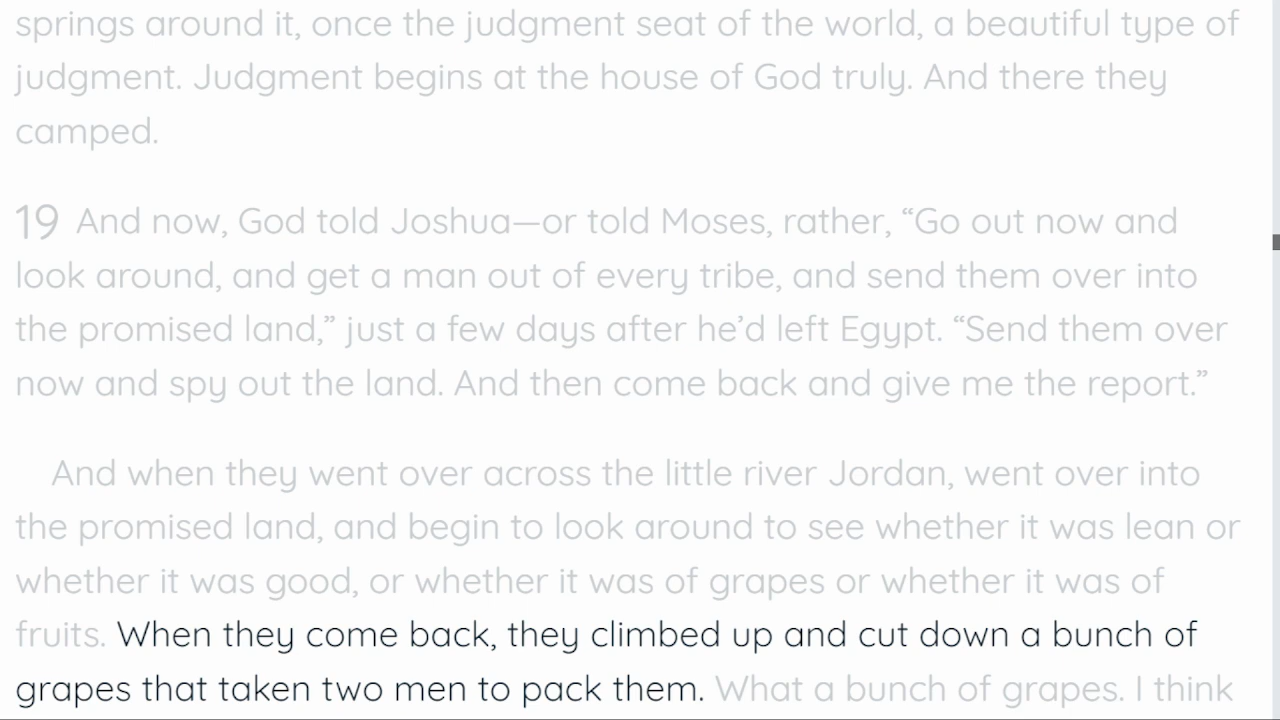 springs around it, once the judgment seat of the world, a beautiful type of
judgment. Judgment begins at the house of God truly. And there they
camped.
19 And now, God told Joshua—or told Moses, rather, “Go out now and
look around, and get a man out of every tribe, and send them over into
the promised land,” just a few days after he’d left Egypt. “Send them over
now and spy out the land. And then come back and give me the report.”
And when they went over across the little river Jordan, went over into
the promised land, and begin to look around to see whether it was lean or
whether it was good, or whether it was of grapes or whether it was of
fruits. When they come back, they climbed up and cut down a bunch of
grapes that taken two men to pack them. What a bunch of grapes. I think